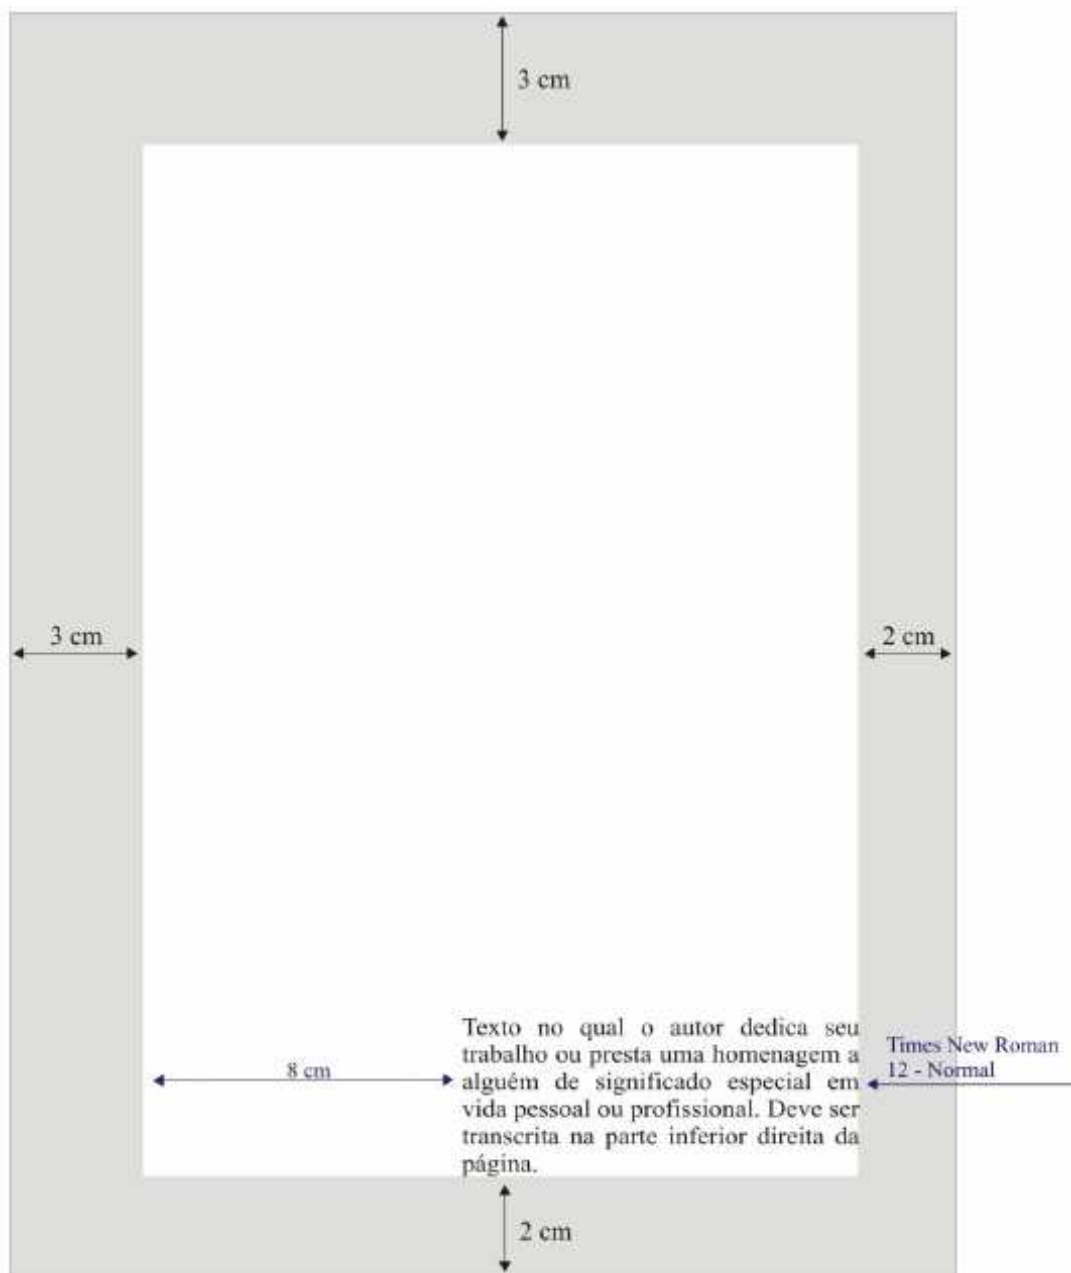 3 cm
3 cm
2 cm
Texto no qual o autor dedica seu
trabalho ou presta uma homenagem a
alguém de significado especial em
vida pessoal ou profissional. Deve ser
transcrita na parte inferior direita da
página.
8 cm
Times New Roman
12 - Normal
2 cm